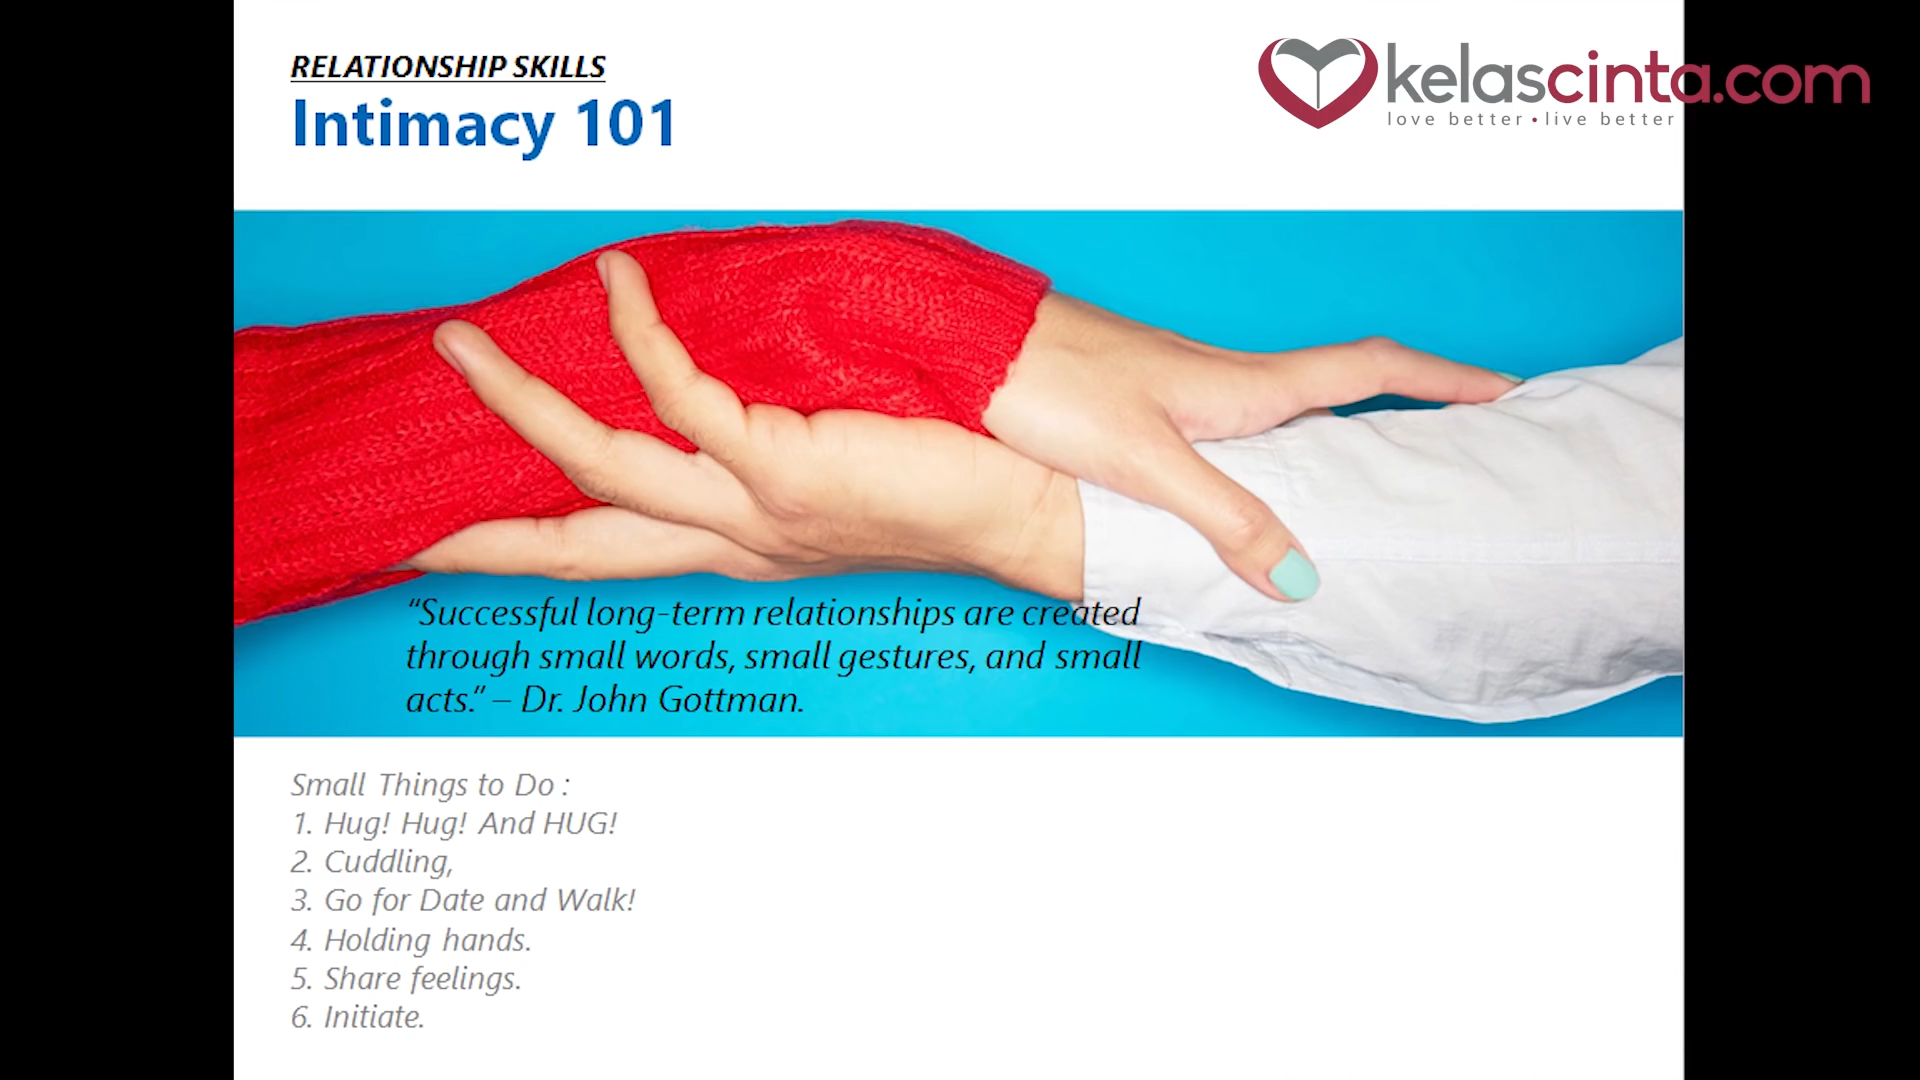 RELATIONSHIP SKILLS
Intimacy 101
kelascinta.com
love better • live better
“Successful long-term relationships are created
through small words, small gestures, and small
acts.” – Dr. John Gottman.
Small Things to Do :
1. Hug! Hug! And HUG!
2. Cuddling,
3. Go for Date and Walk!
4. Holding hands.
5. Share feelings.
6. Initiate.